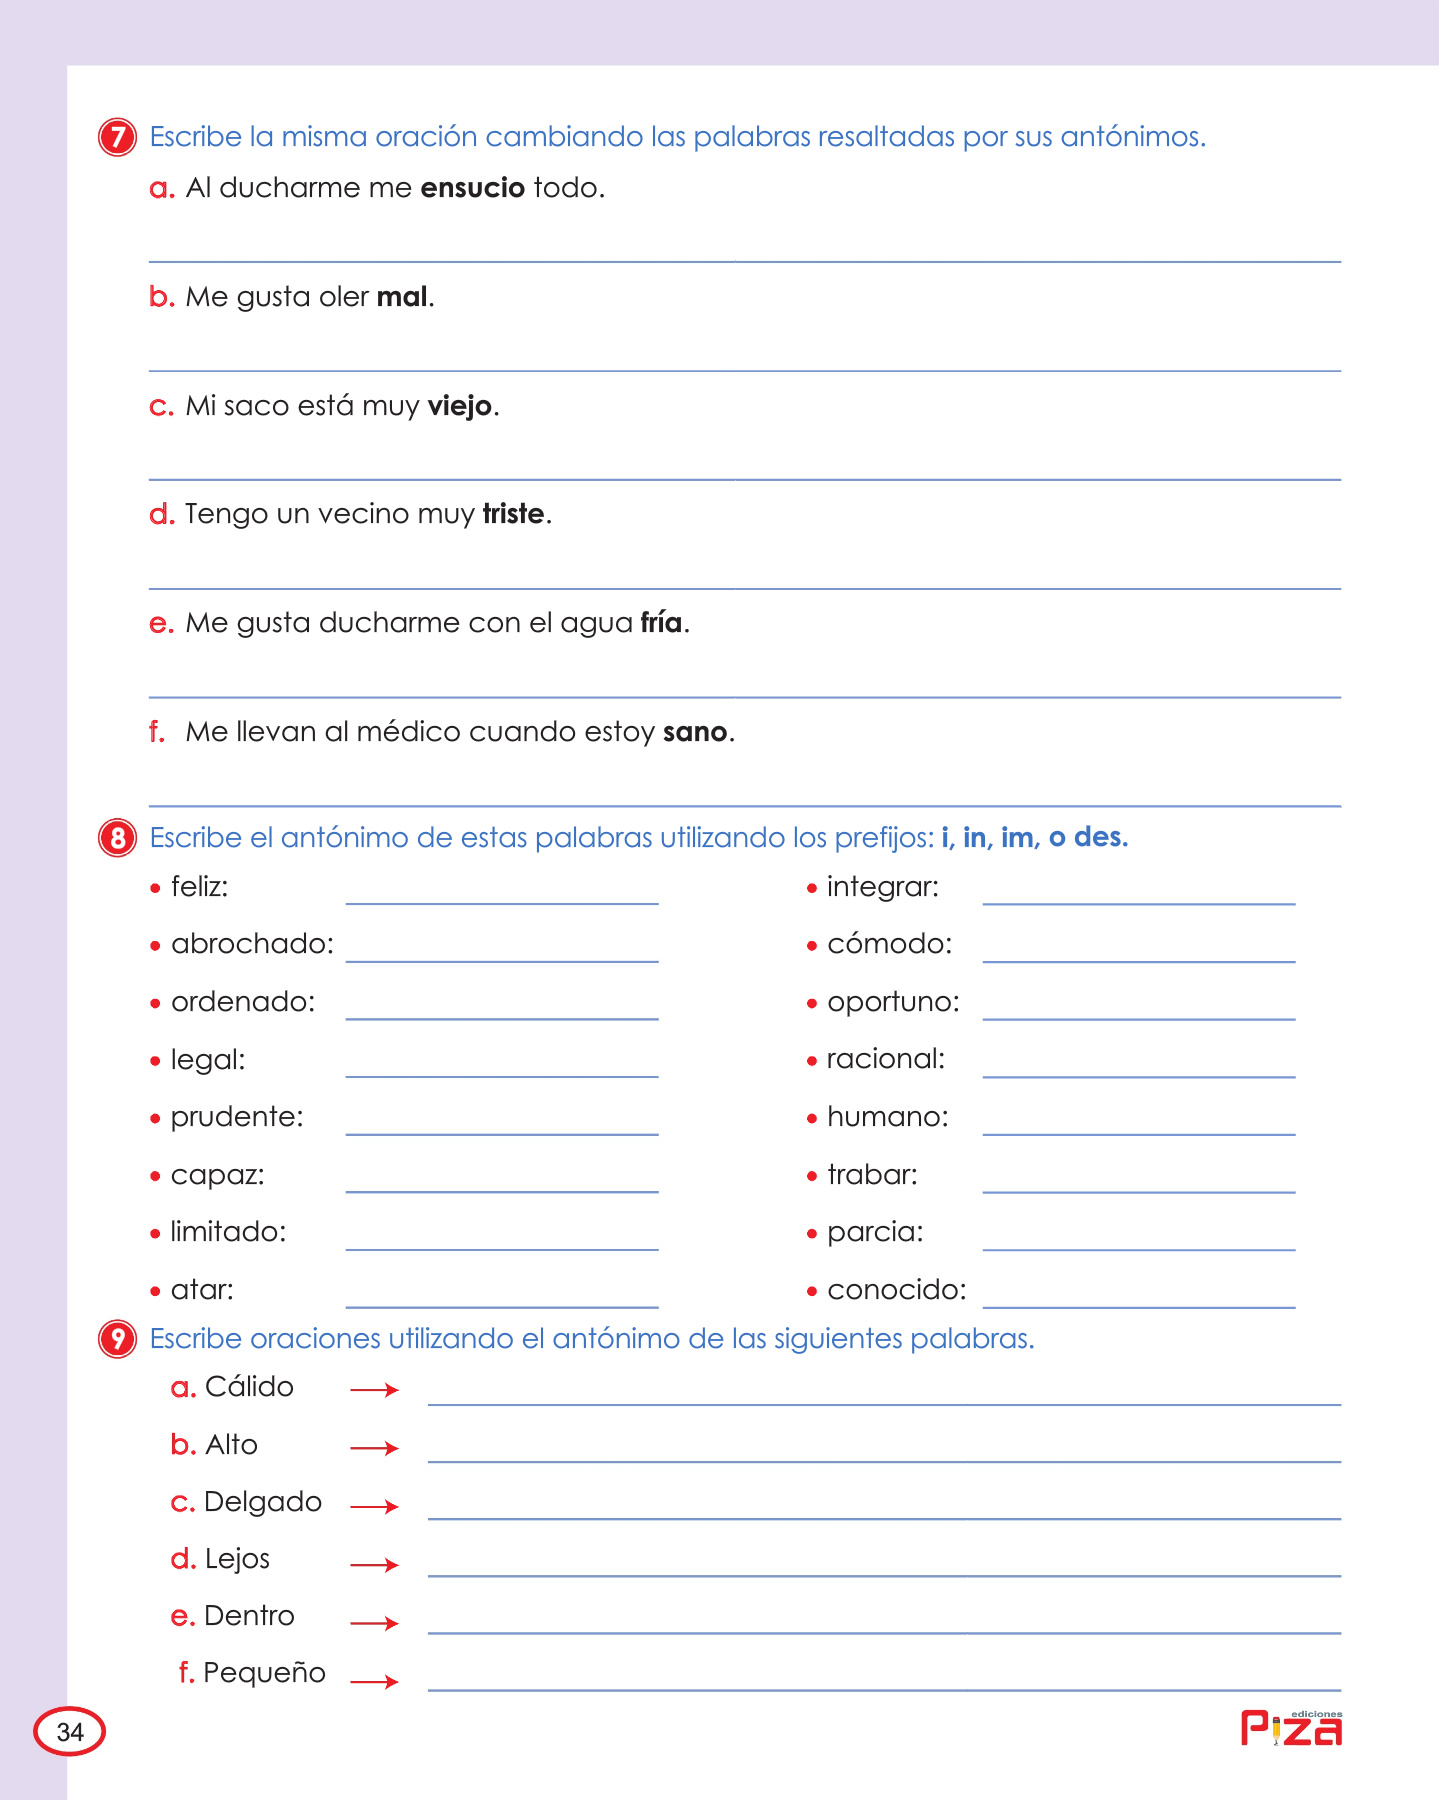 7 Escribe la misma oración cambiando las palabras resaltadas por sus antónimos.
a. Al ducharme me ensucio todo.
b. Me gusta oler mal.
c. Mi saco está muy viejo.
d. Tengo un vecino muy triste.
e. Me gusta ducharme con el agua fría.
f. Me llevan al médico cuando estoy sano.
8 Escribe el antónimo de estas palabras utilizando los prefijos: i, in, im, o des.
• feliz:
• abrochado:
• ordenado:
• legal:
• prudente:
• capaz:
• limitado:
• atar:
• integrar:
• cómodo:
• oportuno:
• racional:
• humano:
• trabar:
• parcia:
• conocido:
9 Escribe oraciones utilizando el antónimo de las siguientes palabras.
a. Cálido
b. Alto
c. Delgado
d. Lejos
e. Dentro
f. Pequeño
34
ediciones
Piza